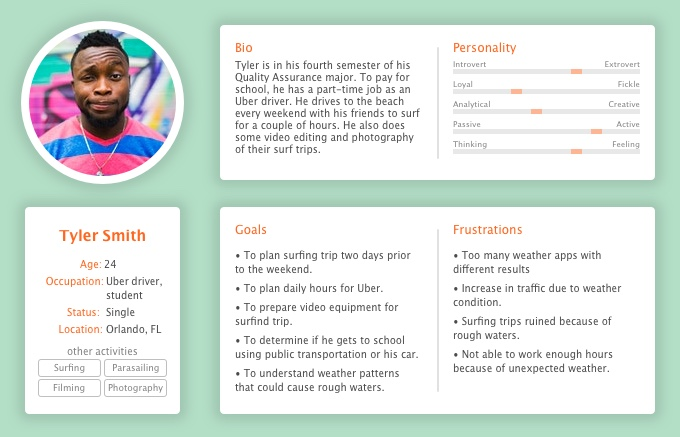 Bio
Tyler is in his fourth semester of his
Quality Assurance major. To pay for
school, he has a part-time job as an
Uber driver. He drives to the beach
every weekend with his friends to surf
for a couple of hours. He also does
some video editing and photography
of their surf trips.
Personality
Introvert Extrovert
Loyal Fickle
Analytical Creative
Passive Active
Thinking Feeling
Tyler Smith
Age: 24
Occupation: Uber driver,
student
Status: Single
Location: Orlando, FL
other activities
Surfing Parasailing
Filming Photography
Goals
• To plan surfing trip two days prior
to the weekend.
• To plan daily hours for Uber.
• To prepare video equipment for
surfind trip.
• To determine if he gets to school
using public transportation or his car.
• To understand weather patterns
that could cause rough waters.
Frustrations
• Too many weather apps with
different results
• Increase in traffic due to weather
condition.
• Surfing trips ruined because of
rough waters.
• Not able to work enough hours
because of unexpected weather.